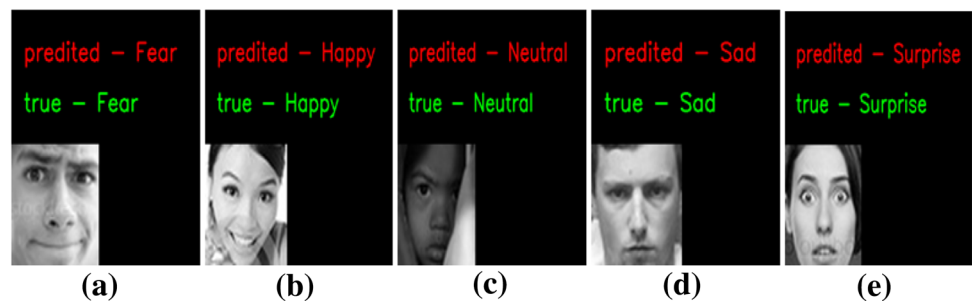 predited - Fear
true - Fear
predited - Happy
true - Happy
predited - Neutral
true - Neutral
predited - Sad
true - Sad
predited - Surprise
true - Surprise
(a)
(b)
(c)
(d)
(e)